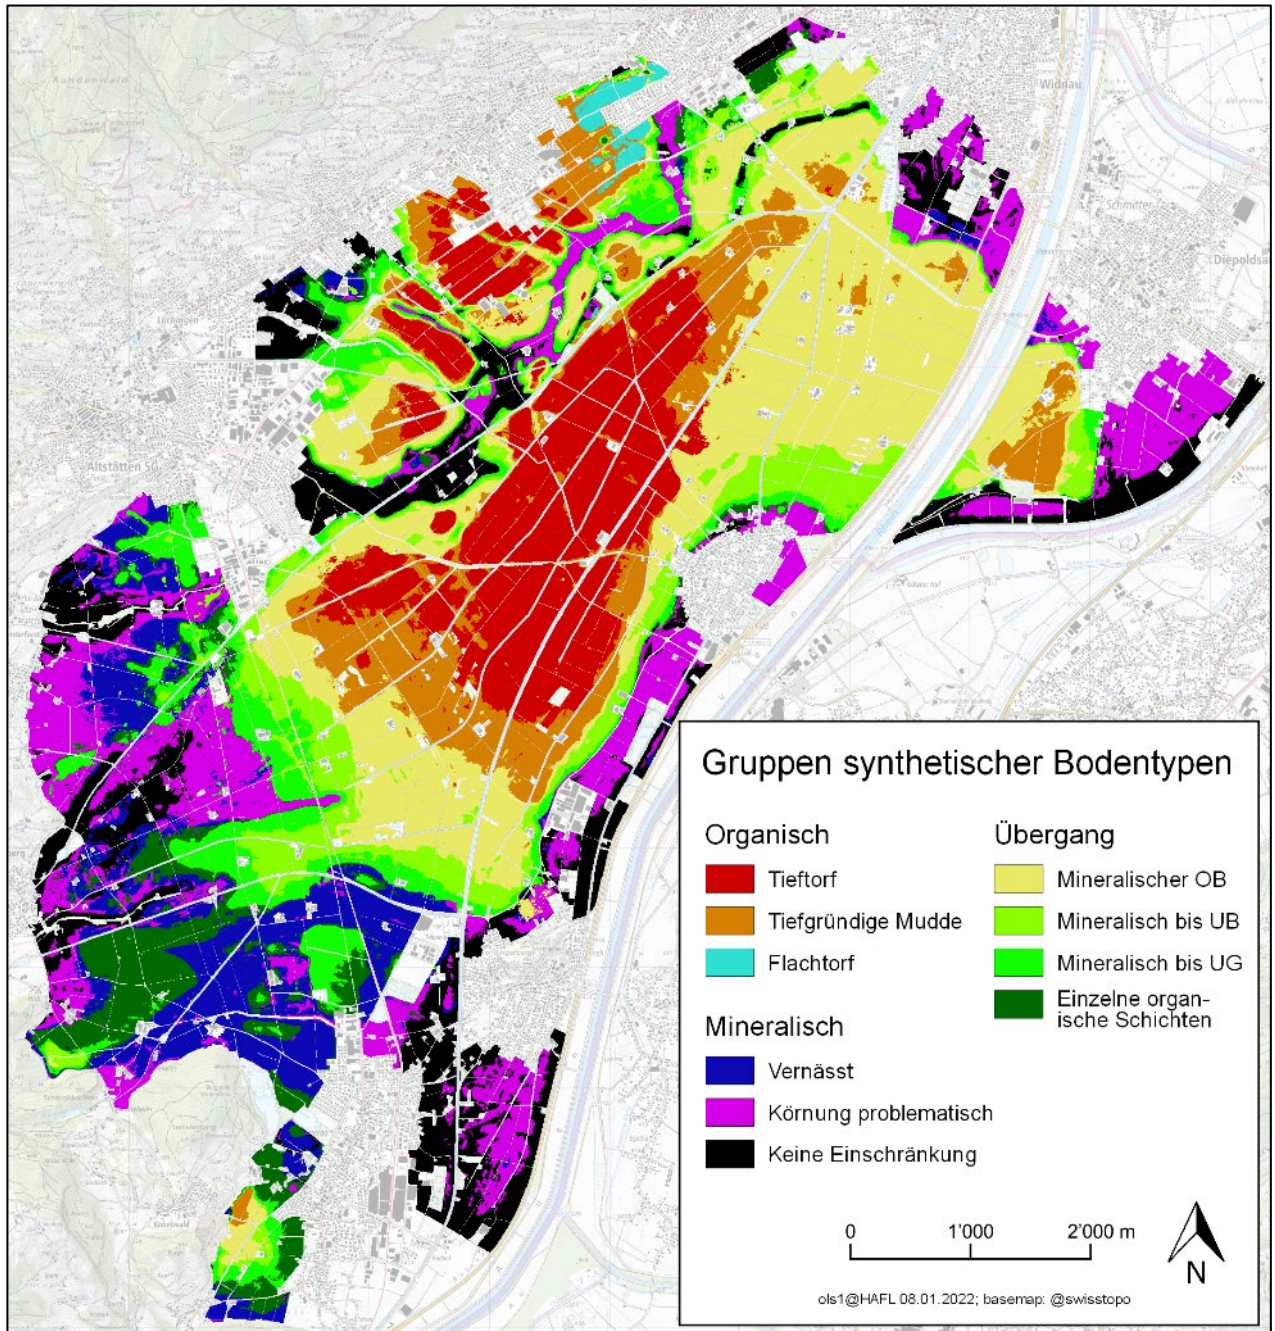 Widnau
Schmitter
Diepoldsau
Lüchingen
Altstätten SG
Gruppen synthetischer Bodentypen
Organisch
Tieftorf
Tiefgründige Mudde
Flachtorf
Mineralisch
Vernässt
Körnung problematisch
Keine Einschränkung
Übergang
Mineralischer OB
Mineralisch bis UB
Mineralisch bis UG
Einzelne organ-
ische Schichten
0 1'000 2'000 m
N
ols1@HAFL 08.01.2022; basemap: @swisstopo